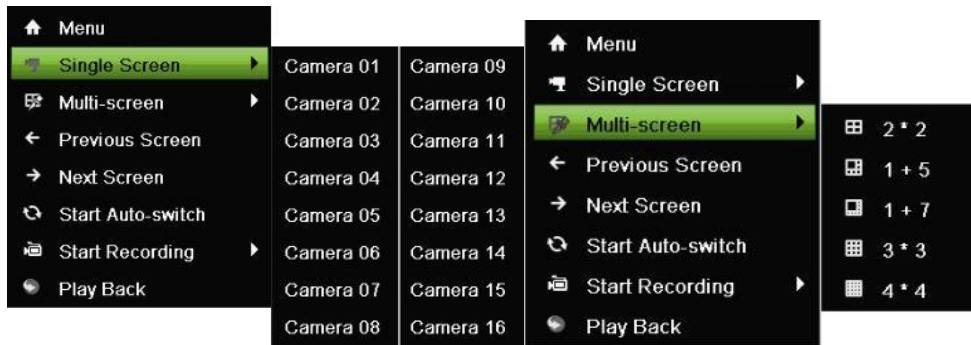 Menu
Single Screen
Multi-screen
Previous Screen
Next Screen
Start Auto-switch
Start Recording
Play Back
Camera 01
Camera 02
Camera 03
Camera 04
Camera 05
Camera 06
Camera 07
Camera 08
Camera 09
Camera 10
Camera 11
Camera 12
Camera 13
Camera 14
Camera 15
Camera 16
Menu
Single Screen
Multi-screen
Previous Screen
Next Screen
Start Auto-switch
Start Recording
Play Back
2 * 2
1 + 5
1 + 7
3 * 3
4 * 4